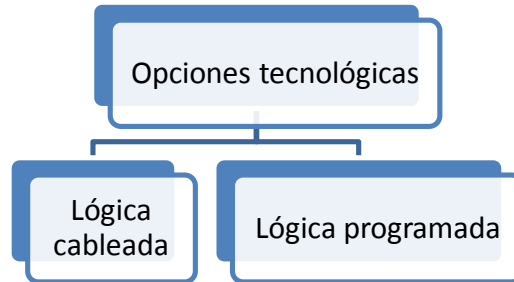 Opciones tecnológicas
Lógica
cableada
Lógica programada